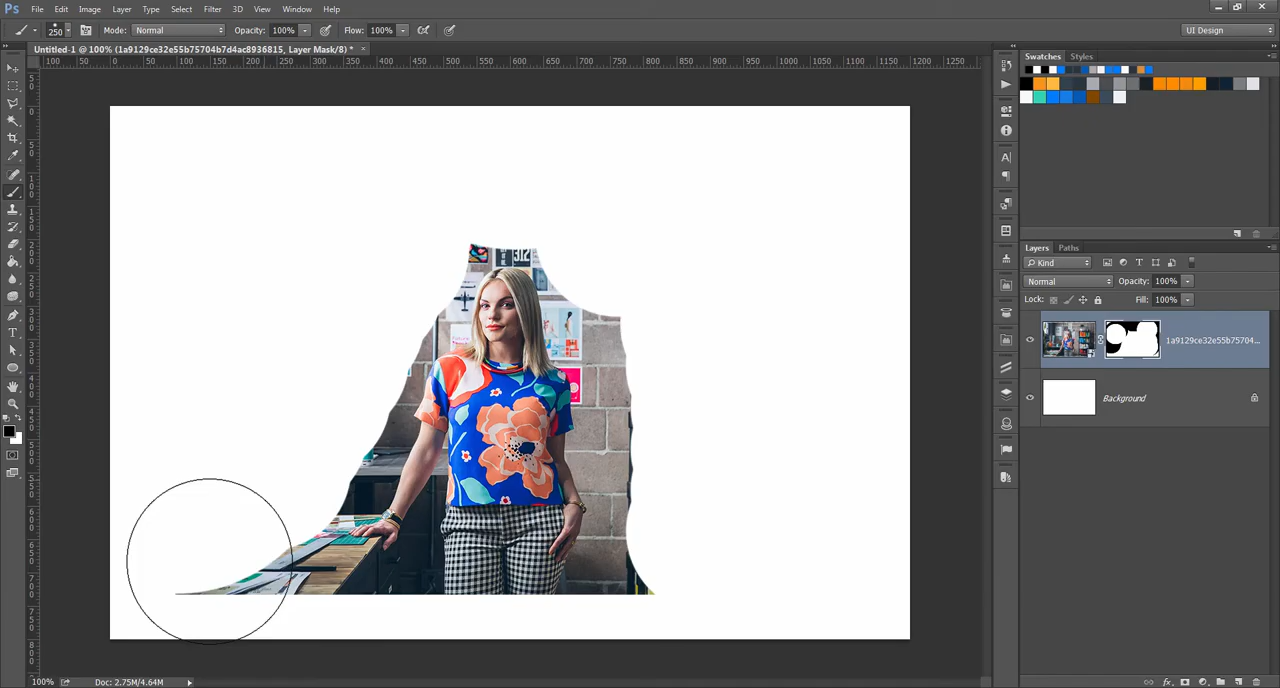 Ps File Edit Image Layer Type Select Filter 3D View Window Help
250 Mode: Normal Opacity: 100% Flow: 100% UI Design
Untitled-1 @ 100% (1a9129ce32e55b75704b7d4ac8936815, Layer Mask/8) * ×
100 50 0 50 100 150 200 250 300 350 400 450 500 550 600 650 700 750 800 850 900 950 1000 1050 1100 1150 1200 1250
Swatches Styles
Layers Paths
Kind
Normal Opacity: 100%
Lock: Fill: 100%
1a9129ce32e55b75704...
Background
312
100% Doc: 2.75M/4.64M